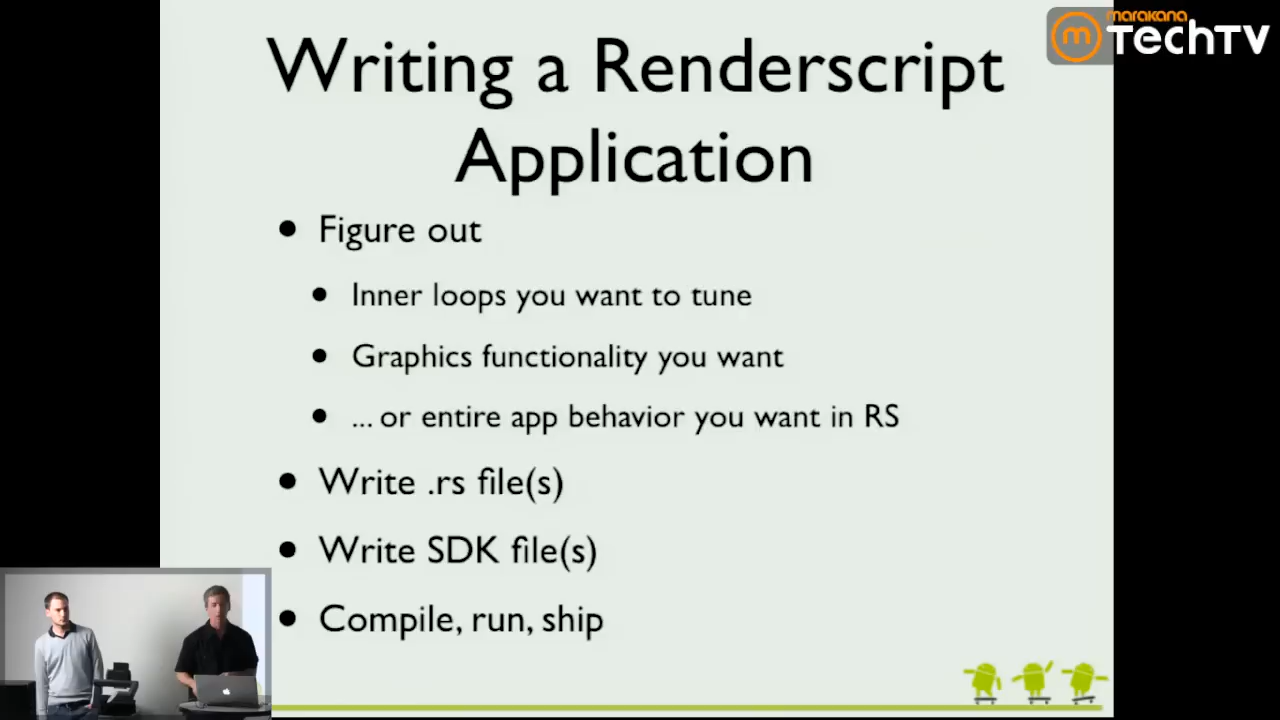 marakana
TechTV
Writing a Renderscript
Application
• Figure out
• Inner loops you want to tune
• Graphics functionality you want
• ... or entire app behavior you want in RS
• Write .rs file(s)
• Write SDK file(s)
• Compile, run, ship